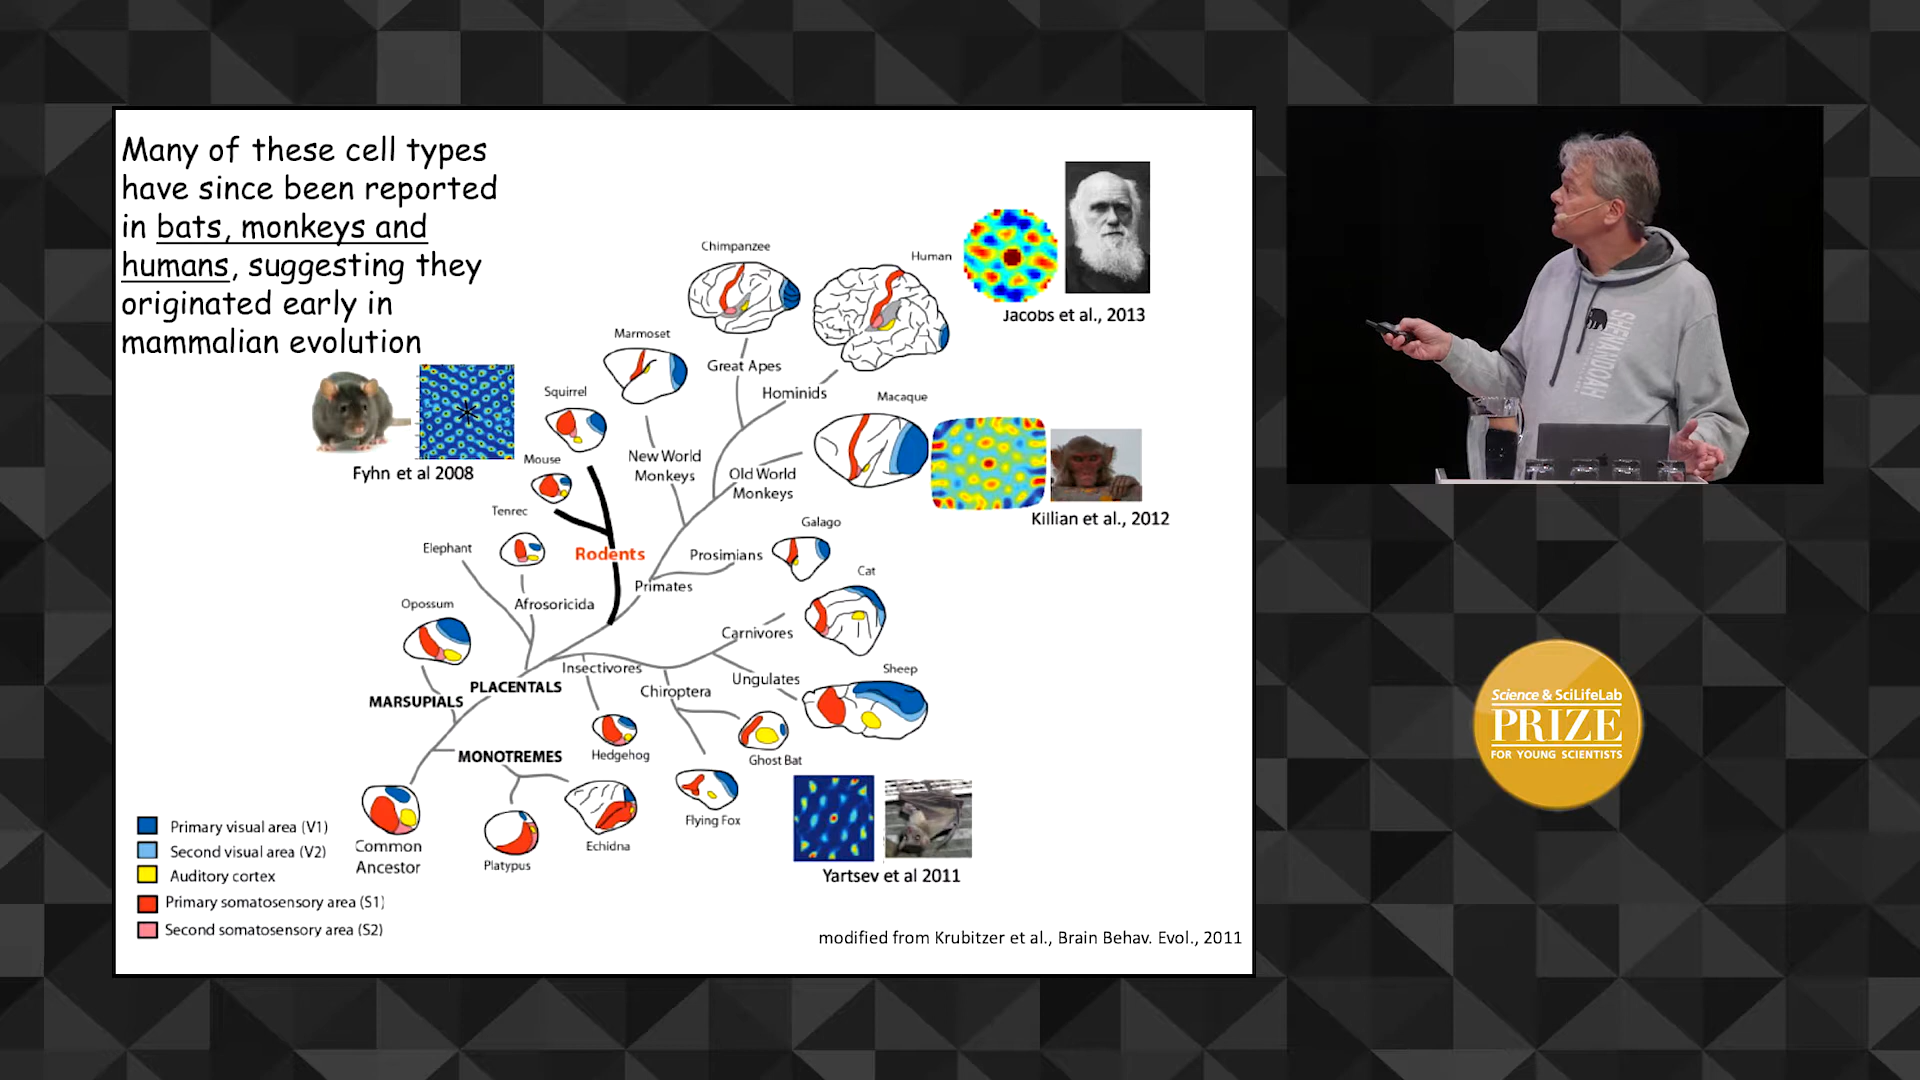 Many of these cell types
have since been reported
in bats, monkeys and
humans, suggesting they
originated early in
mammalian evolution
Fyhn et al 2008
Jacobs et al., 2013
Killian et al., 2012
Yartsev et al 2011
Chimpanzee
Human
Marmoset
Great Apes
Hominids
Squirrel
Macaque
Mouse
New World
Monkeys
Old World
Monkeys
Tenrec
Galago
Elephant
Rodents
Prosimians
Cat
Primates
Opossum
Afrosoricida
Carnivores
Insectivores
Sheep
Ungulates
PLACENTALS
Chiroptera
MARSUPIALS
MONOTREMES
Hedgehog
Ghost Bat
Flying Fox
Echidna
Platypus
Common
Ancestor
Primary visual area (V1)
Second visual area (V2)
Auditory cortex
Primary somatosensory area (S1)
Second somatosensory area (S2)
modified from Krubitzer et al., Brain Behav. Evol., 2011
SHENANDOAH
Science & SciLifeLab
PRIZE
FOR YOUNG SCIENTISTS